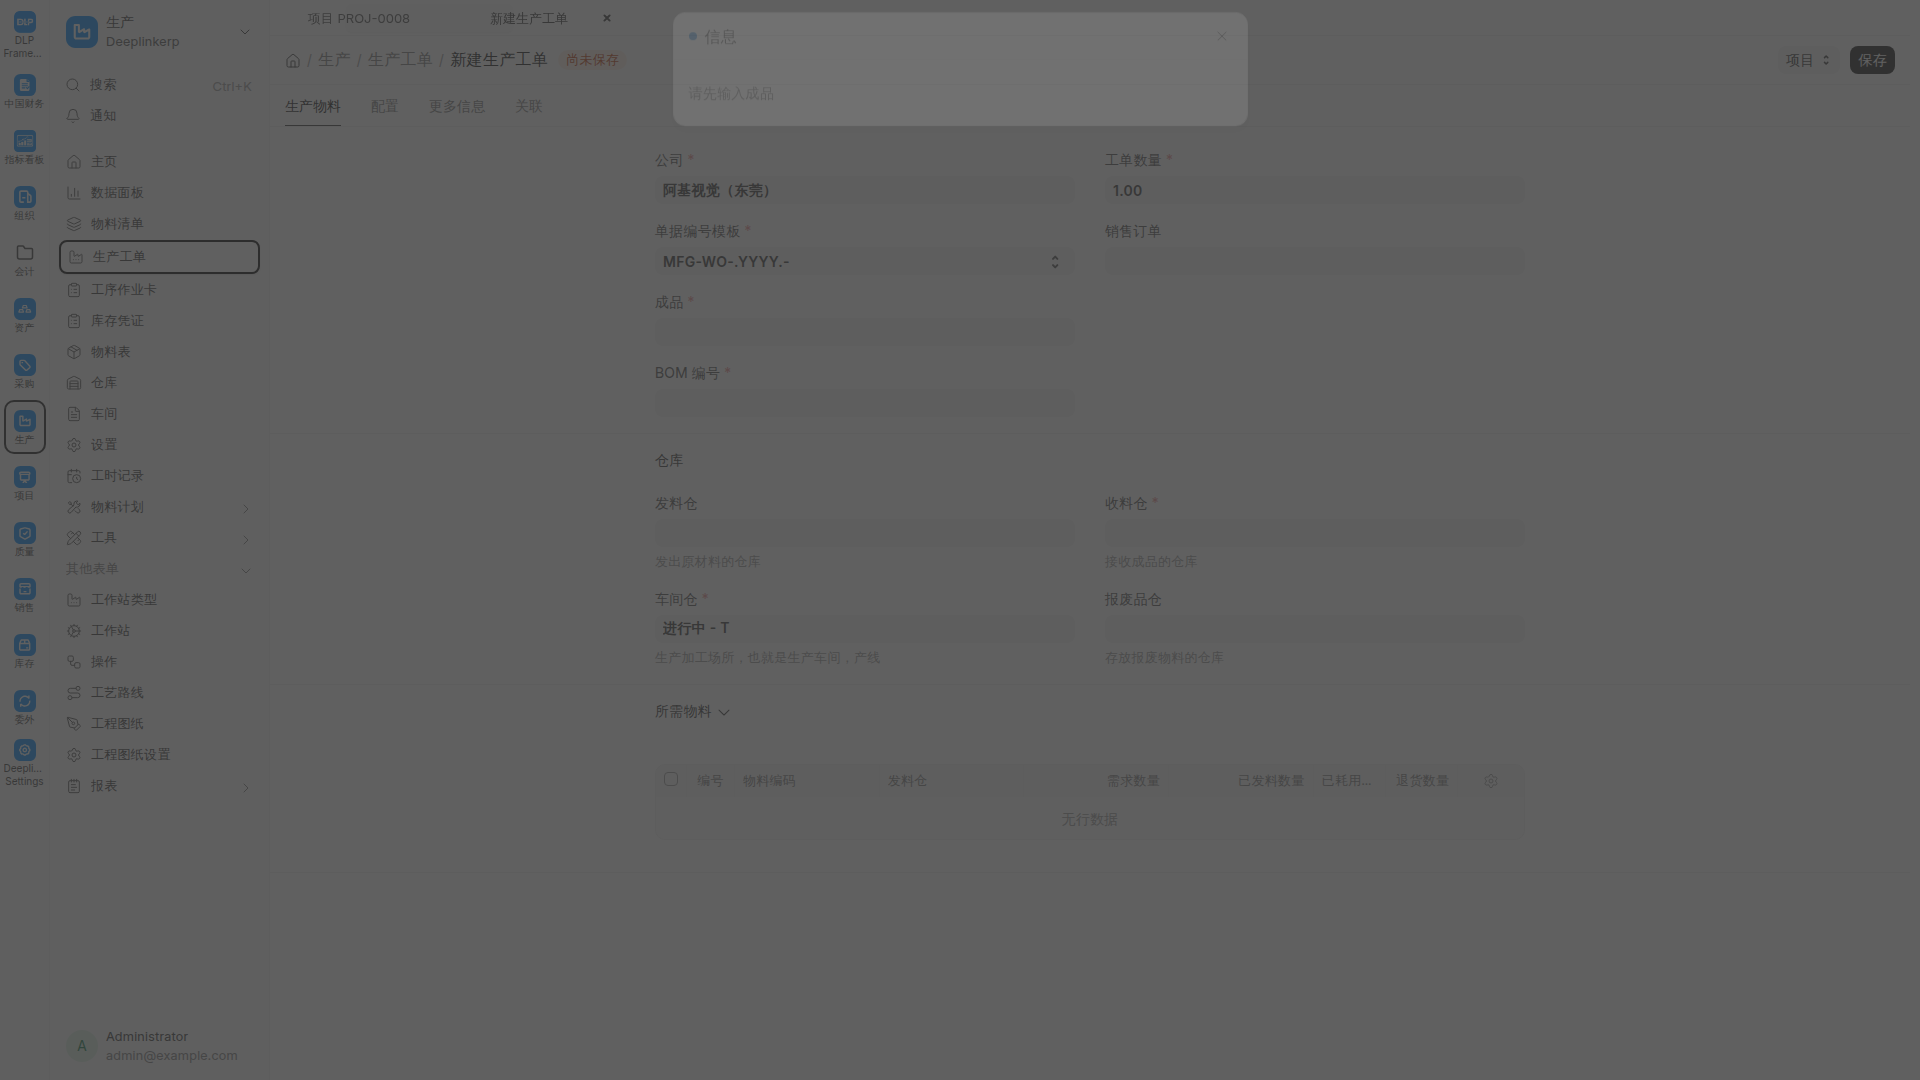 DLP
DLP
Frame...
中国财务
指标看板
组织
会计
资产
采购
生产
项目
质量
销售
库存
委外
Deepli...
Settings
生产
Deeplinkerp
搜索 Ctrl+K
通知
主页
数据面板
物料清单
生产工单
工序作业卡
库存凭证
物料表
仓库
车间
设置
工时记录
物料计划
工具
其他表单
工作站类型
工作站
操作
工艺路线
工程图纸
工程图纸设置
报表
A
Administrator
admin@example.com
项目 PROJ-0008 新建生产工单 ×
/ 生产 / 生产工单 / 新建生产工单 尚未保存
项目 保存
信息 ×
请先输入成品
生产物料 配置 更多信息 关联
公司 * 工单数量 *
阿基视觉（东莞） 1.00
单据编号模板 * 销售订单
MFG-WO-.YYYY.-
成品 *
BOM 编号 *
仓库
发料仓 收料仓 *
发出原材料的仓库 接收成品的仓库
车间仓 * 报废品仓
进行中 - T
生产加工场所，也就是生产车间，产线 存放报废物料的仓库
所需物料
编号 物料编码 发料仓 需求数量 已发料数量 已耗用... 退货数量
无行数据